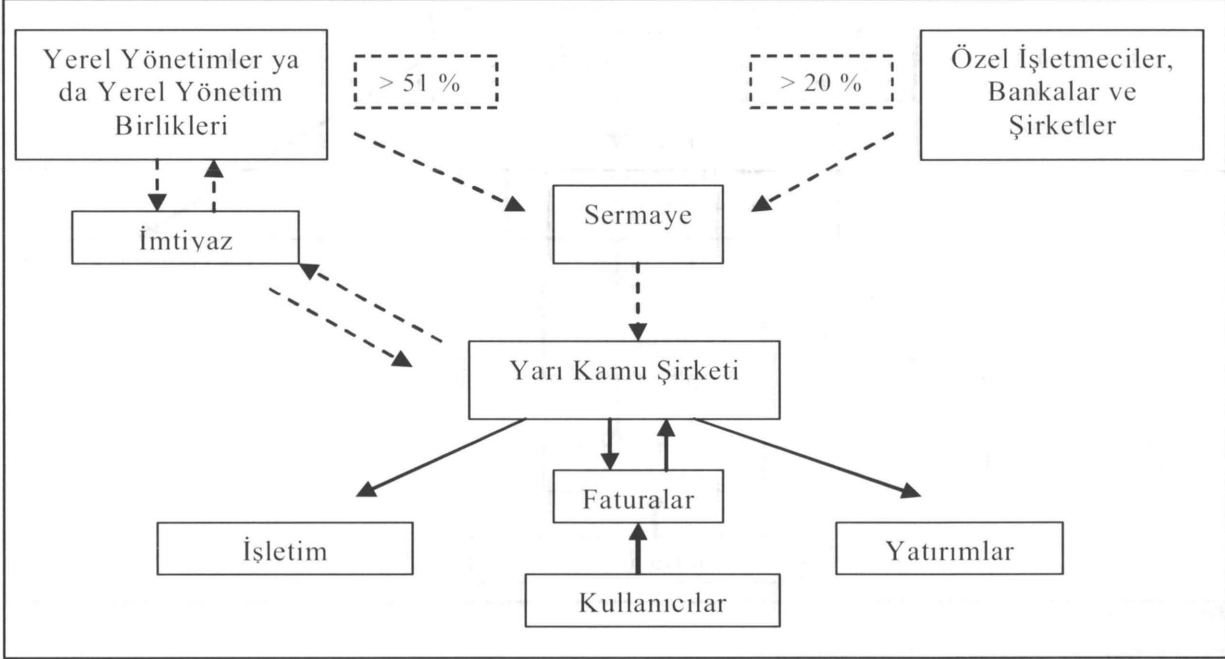 Yerel Yönetimler ya
da Yerel Yönetim
Birlikleri
> 51 %
> 20 %
Özel İşletmeciler,
Bankalar ve
Şirketler
Sermaye
İmtiyaz
Yarı Kamu Şirketi
Faturalar
İşletim
Yatırımlar
Kullanıcılar